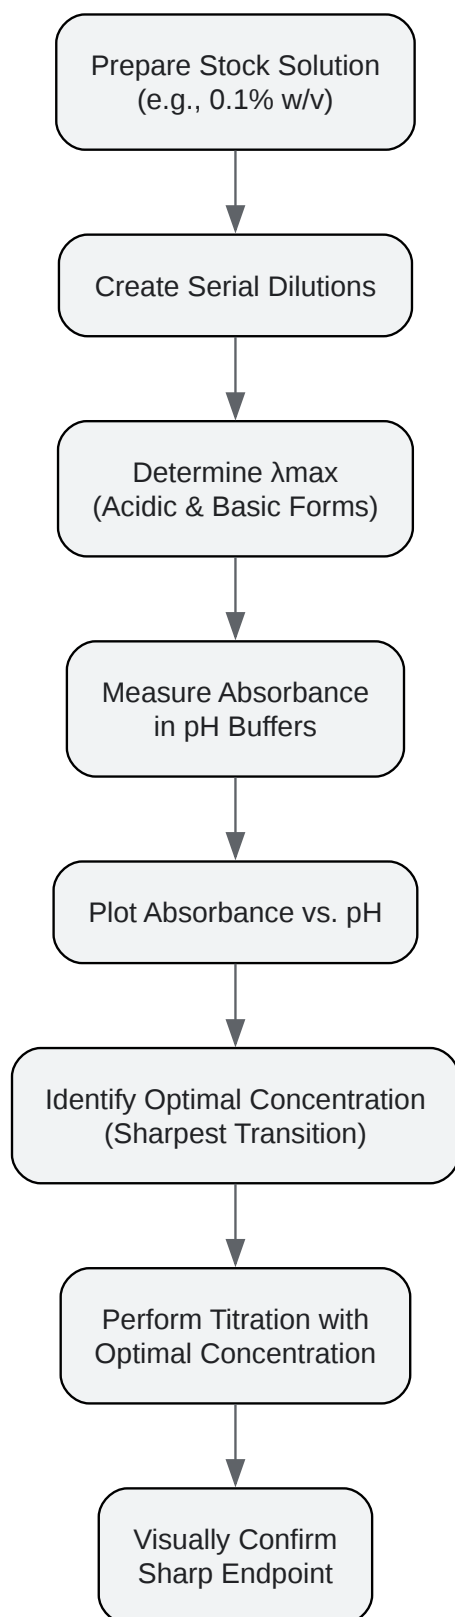 Prepare Stock Solution
(e.g., 0.1% w/v)
Create Serial Dilutions
Determine λmax
(Acidic & Basic Forms)
Measure Absorbance
in pH Buffers
Plot Absorbance vs. pH
Identify Optimal Concentration
(Sharpest Transition)
Perform Titration with
Optimal Concentration
Visually Confirm
Sharp Endpoint